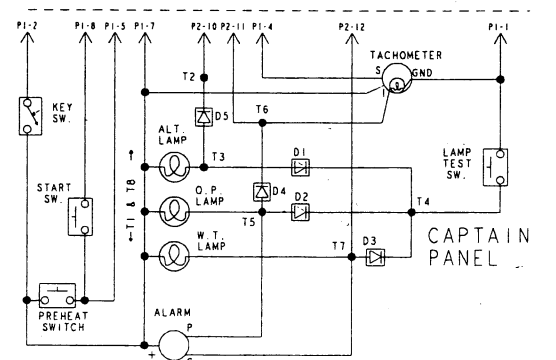 P1-2 P1-8 P1-5 P1-7 P2-10 P2-11 P1-4 P2-12 P1-1
TACHOMETER
S GND
I
T2
KEY
SW.
D5
T6
ALT.
LAMP
T3
D1
LAMP
TEST
SW.
START
SW.
O.P.
LAMP
D4
D2
T5
T4
←T1 & T8→
W.T.
LAMP
T7
D3
CAPTAIN
PANEL
PREHEAT
SWITCH
ALARM
P
+